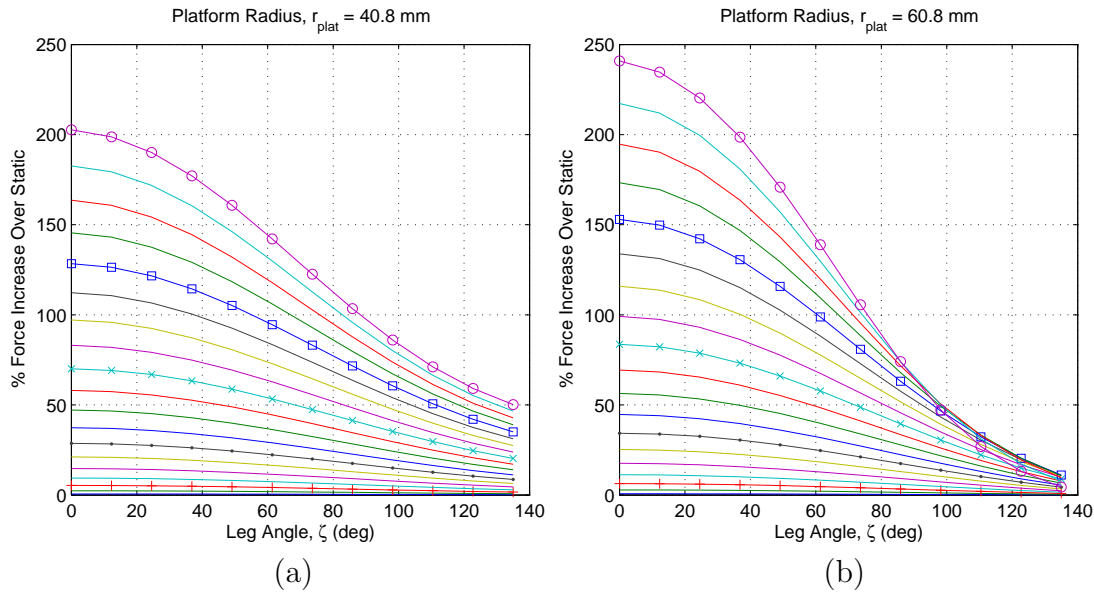 Platform Radius, r_plat = 40.8 mm
250
200
150
100
50
0
% Force Increase Over Static
0 20 40 60 80 100 120 140
Leg Angle, ζ (deg)
(a)
Platform Radius, r_plat = 60.8 mm
250
200
150
100
50
0
% Force Increase Over Static
0 20 40 60 80 100 120 140
Leg Angle, ζ (deg)
(b)